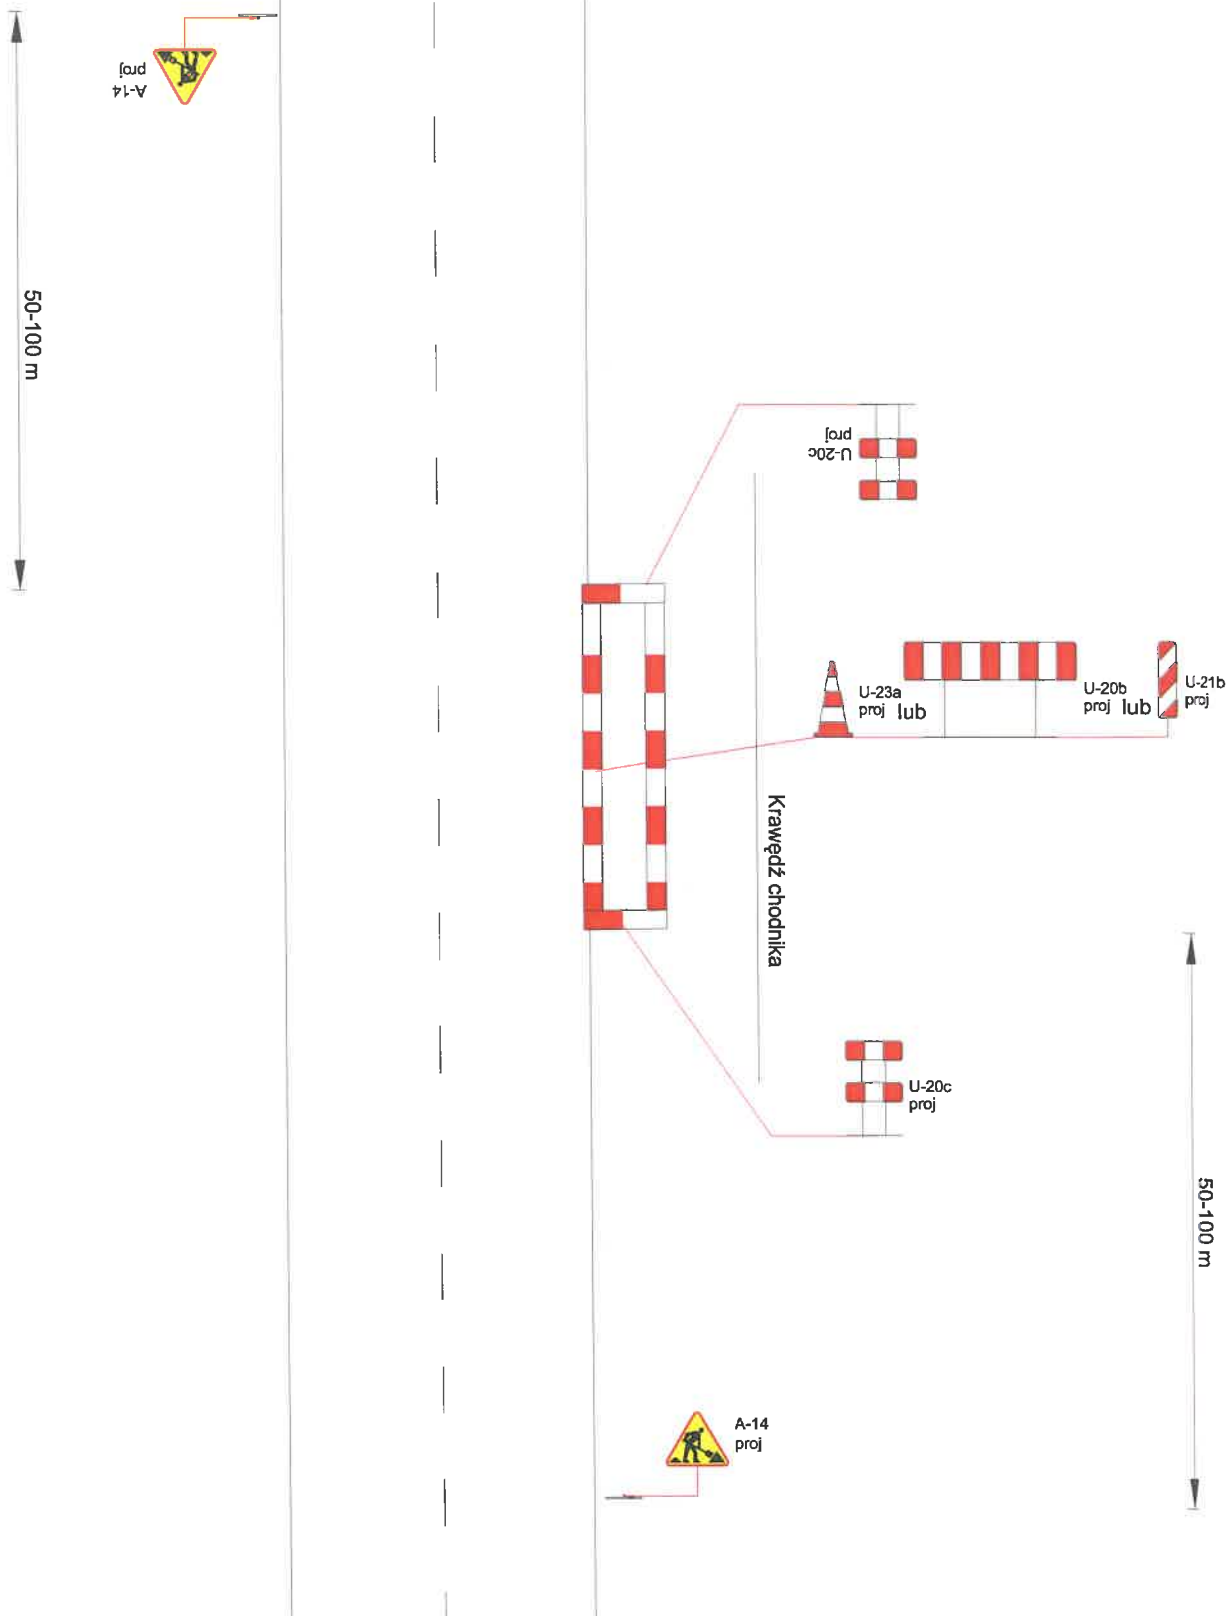 A-14
proj
50-100 m
U-20c
proj
U-23a
proj lub
U-20b
proj lub
U-21b
proj
Krawędź chodnika
U-20c
proj
50-100 m
A-14
proj